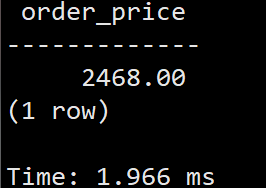 order_price
-------------
2468.00
(1 row)
Time: 1.966 ms